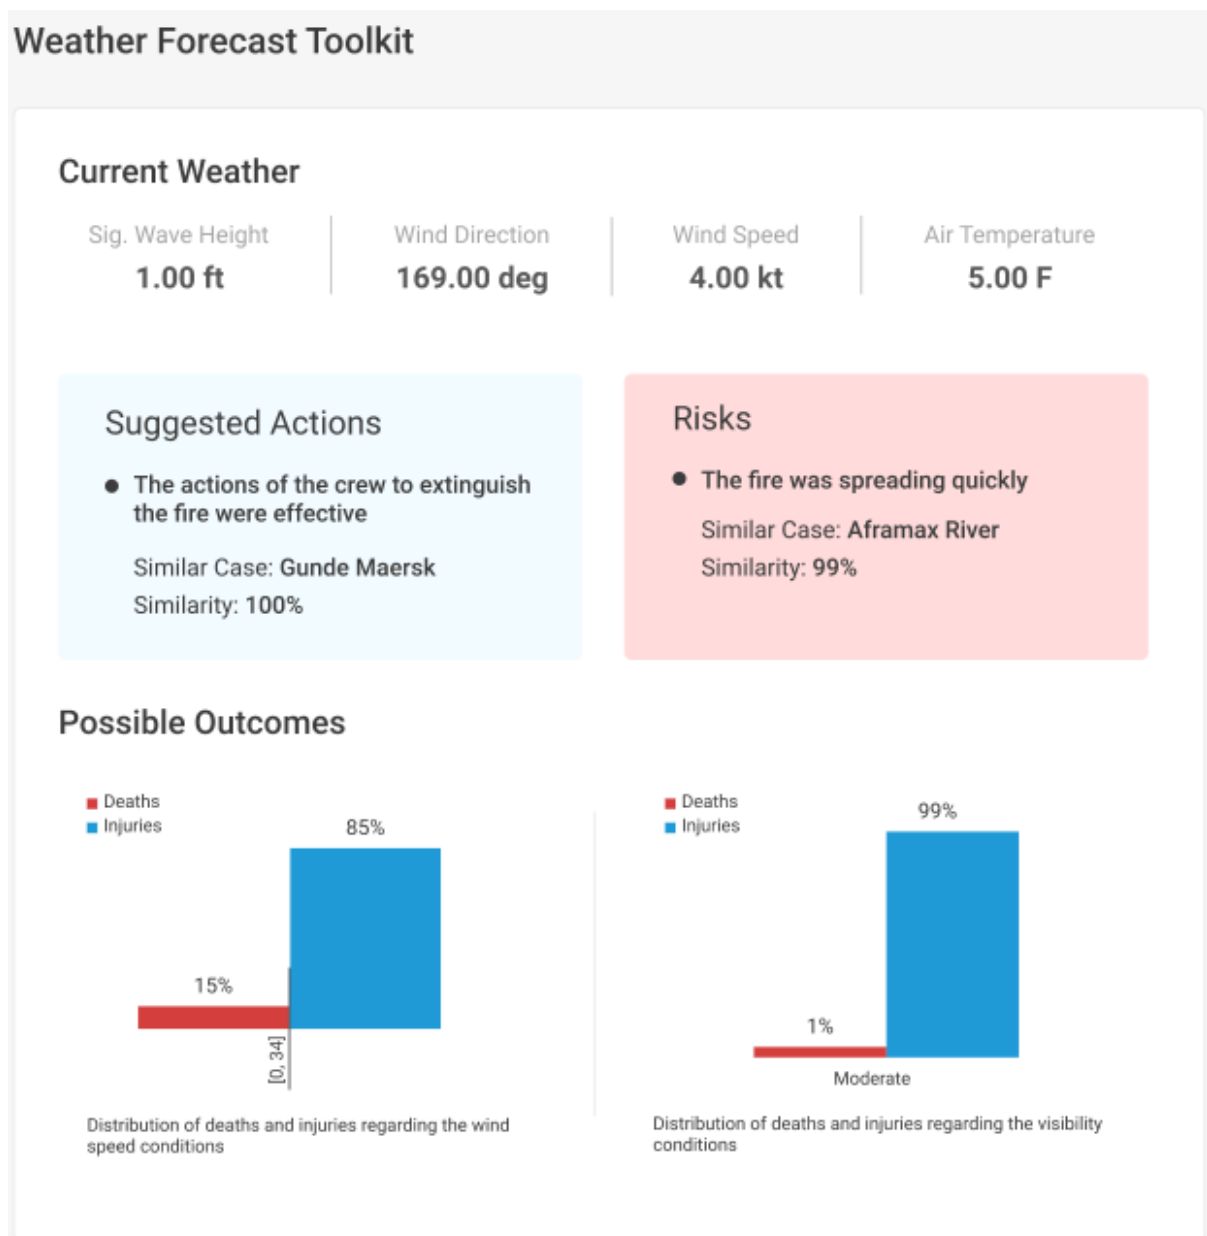 Weather Forecast Toolkit
Current Weather
Sig. Wave Height
1.00 ft
Wind Direction
169.00 deg
Wind Speed
4.00 kt
Air Temperature
5.00 F
Suggested Actions
The actions of the crew to extinguish
the fire were effective
Similar Case: Gunde Maersk
Similarity: 100%
Risks
The fire was spreading quickly
Similar Case: Aframax River
Similarity: 99%
Possible Outcomes
Deaths
Injuries
85%
15%
[0, 34]
Distribution of deaths and injuries regarding the wind
speed conditions
Deaths
Injuries
99%
1%
Moderate
Distribution of deaths and injuries regarding the visibility
conditions